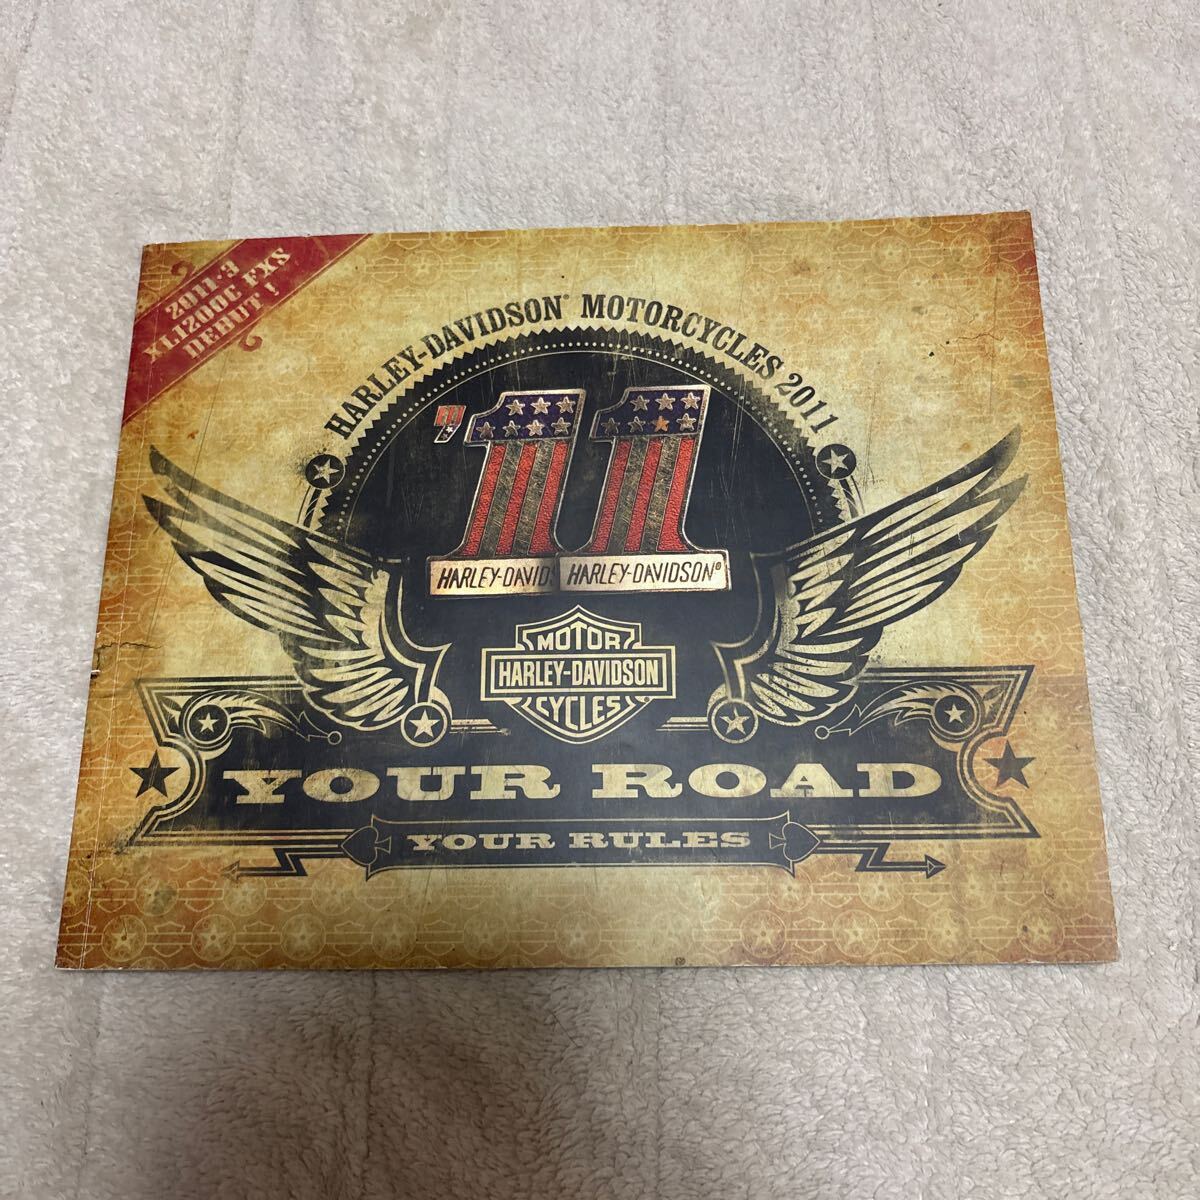 2011·3
XL1200C FXS
DEBUT !
HARLEY-DAVIDSON® MOTORCYCLES 2011
'11
HARLEY-DAVIDS HARLEY-DAVIDSON®
MOTOR
HARLEY-DAVIDSON
CYCLES
YOUR ROAD
YOUR RULES